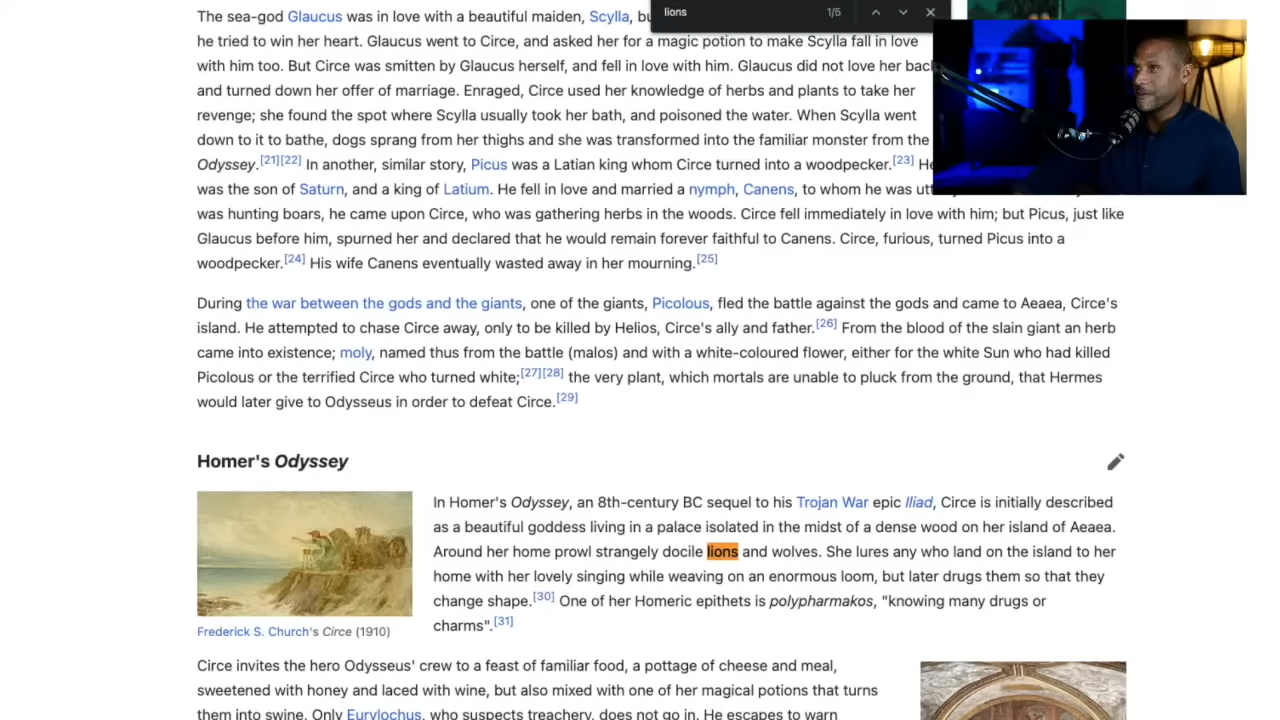 lions 1/5
The sea-god Glaucus was in love with a beautiful maiden, Scylla, bu
he tried to win her heart. Glaucus went to Circe, and asked her for a magic potion to make Scylla fall in love
with him too. But Circe was smitten by Glaucus herself, and fell in love with him. Glaucus did not love her back
and turned down her offer of marriage. Enraged, Circe used her knowledge of herbs and plants to take her
revenge; she found the spot where Scylla usually took her bath, and poisoned the water. When Scylla went
down to it to bathe, dogs sprang from her thighs and she was transformed into the familiar monster from the
Odyssey.[21][22] In another, similar story, Picus was a Latian king whom Circe turned into a woodpecker.[23] He
was the son of Saturn, and a king of Latium. He fell in love and married a nymph, Canens, to whom he was
was hunting boars, he came upon Circe, who was gathering herbs in the woods. Circe fell immediately in love with him; but Picus, just like
Glaucus before him, spurned her and declared that he would remain forever faithful to Canens. Circe, furious, turned Picus into a
woodpecker.[24] His wife Canens eventually wasted away in her mourning.[25]
During the war between the gods and the giants, one of the giants, Picolous, fled the battle against the gods and came to Aeaea, Circe's
island. He attempted to chase Circe away, only to be killed by Helios, Circe's ally and father.[26] From the blood of the slain giant an herb
came into existence; moly, named thus from the battle (malos) and with a white-coloured flower, either for the white Sun who had killed
Picolous or the terrified Circe who turned white;[27][28] the very plant, which mortals are unable to pluck from the ground, that Hermes
would later give to Odysseus in order to defeat Circe.[29]
Homer's Odyssey
In Homer's Odyssey, an 8th-century BC sequel to his Trojan War epic Iliad, Circe is initially described
as a beautiful goddess living in a palace isolated in the midst of a dense wood on her island of Aeaea.
Around her home prowl strangely docile lions and wolves. She lures any who land on the island to her
home with her lovely singing while weaving on an enormous loom, but later drugs them so that they
change shape.[30] One of her Homeric epithets is polypharmakos, "knowing many drugs or
charms".[31]
Frederick S. Church's Circe (1910)
Circe invites the hero Odysseus' crew to a feast of familiar food, a pottage of cheese and meal,
sweetened with honey and laced with wine, but also mixed with one of her magical potions that turns
them into swine. Only Eurylochus, who suspects treachery, does not go in. He escapes to warn